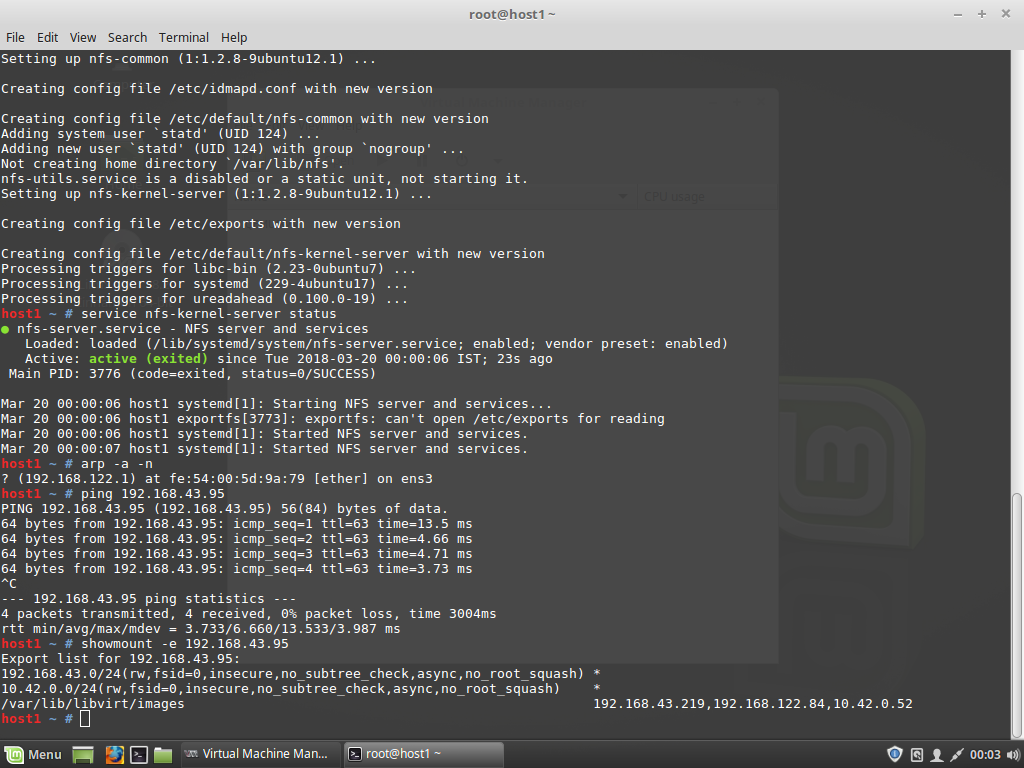 root@host1 ~
File Edit View Search Terminal Help
Setting up nfs-common (1:1.2.8-9ubuntu12.1) ...
Creating config file /etc/idmapd.conf with new version
Creating config file /etc/default/nfs-common with new version
Adding system user `statd' (UID 124) ...
Adding new user `statd' (UID 124) with group `nogroup' ...
Not creating home directory `/var/lib/nfs'.
nfs-utils.service is a disabled or a static unit, not starting it.
Setting up nfs-kernel-server (1:1.2.8-9ubuntu12.1) ...
CPU usage
Creating config file /etc/exports with new version
Creating config file /etc/default/nfs-kernel-server with new version
Processing triggers for libc-bin (2.23-0ubuntu7) ...
Processing triggers for systemd (229-4ubuntu17) ...
Processing triggers for ureadahead (0.100.0-19) ...
host1 ~ # service nfs-kernel-server status
● nfs-server.service - NFS server and services
   Loaded: loaded (/lib/systemd/system/nfs-server.service; enabled; vendor preset: enabled)
   Active: active (exited) since Tue 2018-03-20 00:00:06 IST; 23s ago
 Main PID: 3776 (code=exited, status=0/SUCCESS)
Mar 20 00:00:06 host1 systemd[1]: Starting NFS server and services...
Mar 20 00:00:06 host1 exportfs[3773]: exportfs: can't open /etc/exports for reading
Mar 20 00:00:06 host1 systemd[1]: Started NFS server and services.
Mar 20 00:00:07 host1 systemd[1]: Started NFS server and services.
host1 ~ # arp -a -n
? (192.168.122.1) at fe:54:00:5d:9a:79 [ether] on ens3
host1 ~ # ping 192.168.43.95
PING 192.168.43.95 (192.168.43.95) 56(84) bytes of data.
64 bytes from 192.168.43.95: icmp_seq=1 ttl=63 time=13.5 ms
64 bytes from 192.168.43.95: icmp_seq=2 ttl=63 time=4.66 ms
64 bytes from 192.168.43.95: icmp_seq=3 ttl=63 time=4.71 ms
64 bytes from 192.168.43.95: icmp_seq=4 ttl=63 time=3.73 ms
^C
--- 192.168.43.95 ping statistics ---
4 packets transmitted, 4 received, 0% packet loss, time 3004ms
rtt min/avg/max/mdev = 3.733/6.660/13.533/3.987 ms
host1 ~ # showmount -e 192.168.43.95
Export list for 192.168.43.95:
192.168.43.0/24(rw,fsid=0,insecure,no_subtree_check,async,no_root_squash) *
10.42.0.0/24(rw,fsid=0,insecure,no_subtree_check,async,no_root_squash)    *
/var/lib/libvirt/images                                                   192.168.43.219,192.168.122.84,10.42.0.52
host1 ~ #
Menu Virtual Machine Man... root@host1 ~ 00:03